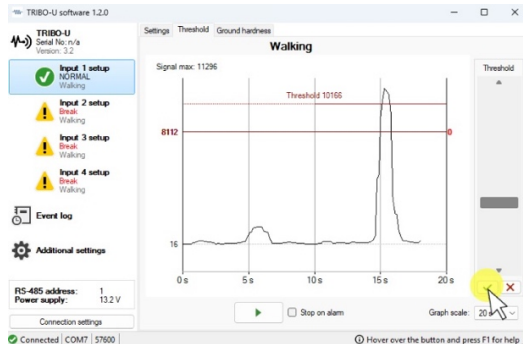 TRIBO-U software 1.2.0
TRIBO-U
Serial No: n/a
Version: 3.2
Input 1 setup
NORMAL
Walking
Input 2 setup
Break
Walking
Input 3 setup
Break
Walking
Input 4 setup
Break
Walking
Event log
Additional settings
RS-485 address: 1
Power supply: 13.2 V
Connection settings
Connected COM7 57600
Settings Threshold Ground hardness
Walking
Signal max: 11296
Threshold
Threshold 10166
8112
0
16
0 s 5 s 10 s 15 s 20 s
Stop on alarm
Graph scale: 20 s
Hover over the button and press F1 for help